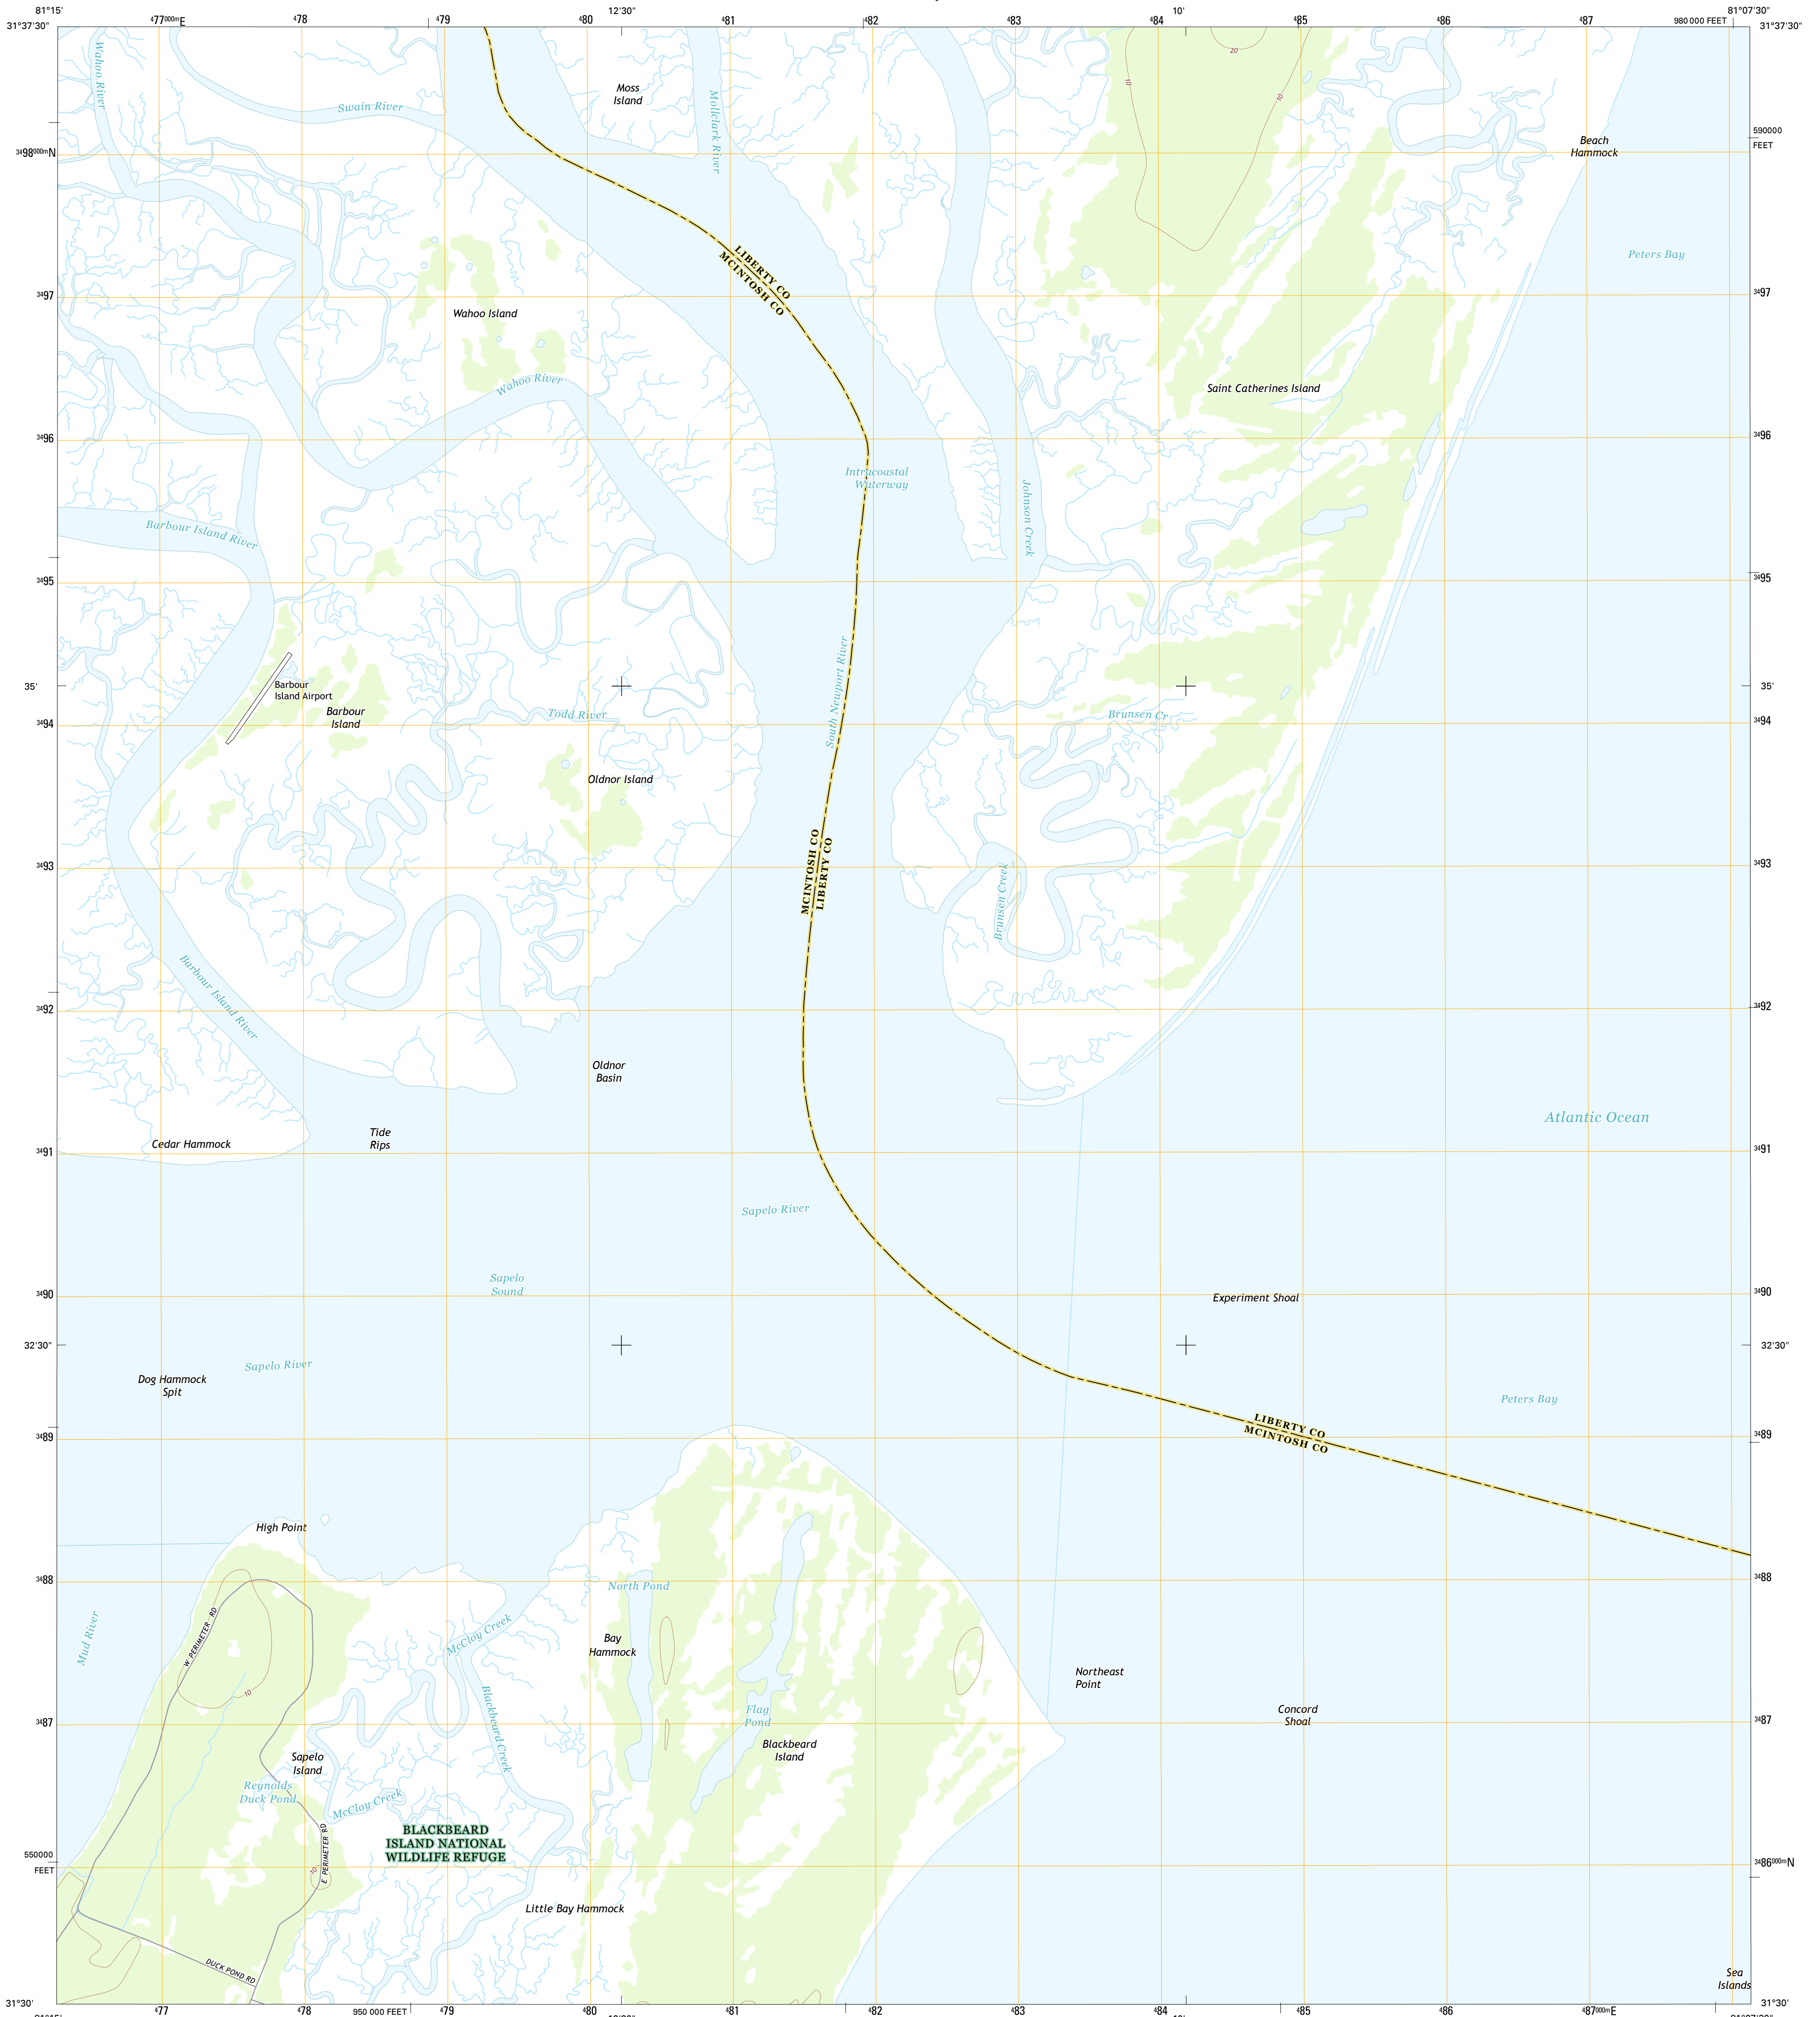 81°15'
⁴77⁰⁰⁰ᵐE
⁴78
⁴79
⁴80
12'30"
⁴81
⁴82
⁴83
10'
⁴84
⁴85
⁴86
⁴87
980 000 FEET
81°07'30"
31°37'30"
31°37'30"
Wahoo River
Swain River
Moss
Island
Mollclark River
20
10
10
Beach
Hammock
590000
FEET
³⁴98⁰⁰⁰ᵐN
Peters Bay
LIBERTY CO
MCINTOSH CO
³⁴97
³⁴97
Wahoo Island
Wahoo River
Saint Catherines Island
³⁴96
³⁴96
Intracoastal
Waterway
Johnson Creek
Barbour Island River
³⁴95
³⁴95
35'
35'
Barbour
Island Airport
Barbour
Island
Todd River
South Newport River
Brunsen Cr
³⁴94
³⁴94
Oldnor Island
MCINTOSH CO
LIBERTY CO
³⁴93
³⁴93
Brunsen Creek
Barbour Island River
³⁴92
³⁴92
Oldnor
Basin
Atlantic Ocean
Tide
Rips
Cedar Hammock
³⁴91
³⁴91
Sapelo River
Sapelo
Sound
³⁴90
³⁴90
Experiment Shoal
32'30"
32'30"
Sapelo River
Dog Hammock
Spit
Peters Bay
LIBERTY CO
MCINTOSH CO
³⁴89
³⁴89
High Point
³⁴88
³⁴88
North Pond
Mud River
W PERIMETER RD
McCloy Creek
Bay
Hammock
Northeast
Point
10
Blackbeard Creek
Flag
Pond
Concord
Shoal
³⁴87
³⁴87
Blackbeard
Island
Sapelo
Island
Reynolds
Duck Pond
McCloy Creek
BLACKBEARD
ISLAND NATIONAL
WILDLIFE REFUGE
E PERIMETER RD
10
550000
FEET
³⁴86⁰⁰⁰ᵐN
Little Bay Hammock
DUCK POND RD
Sea
Islands
31°30'
31°30'
⁴77
⁴78
950 000 FEET
⁴79
⁴80
⁴81
⁴82
⁴83
⁴84
⁴85
⁴86
⁴87⁰⁰⁰ᵐE